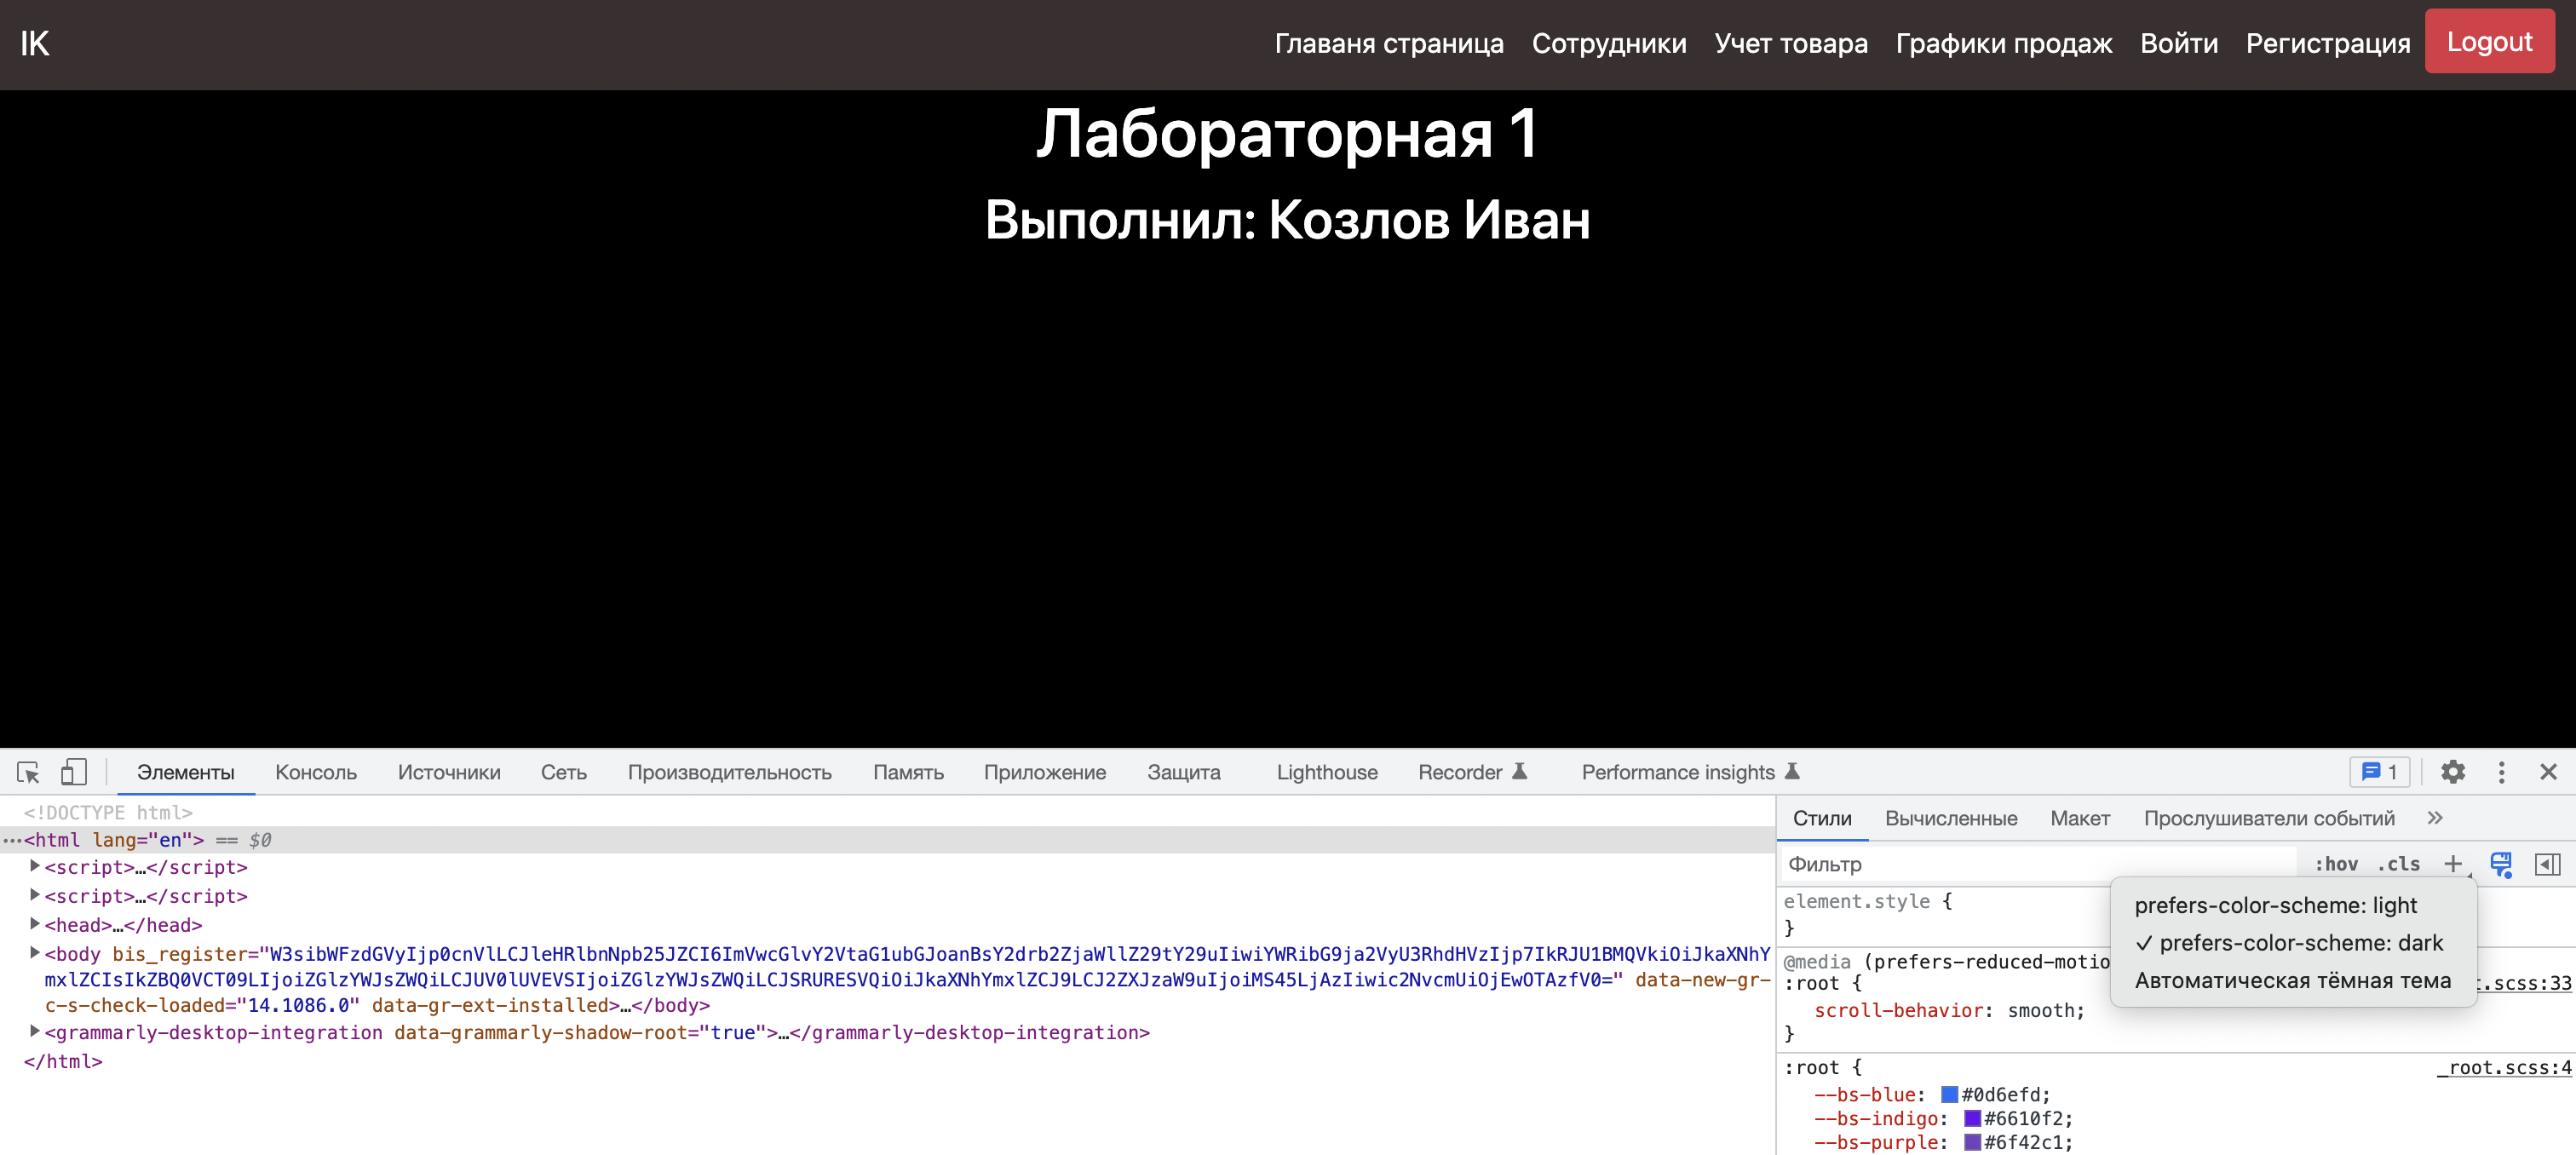 IK Главаня страница Сотрудники Учет товара Графики продаж Войти Регистрация Logout
Лабораторная 1
Выполнил: Козлов Иван
Элементы Консоль Источники Сеть Производительность Память Приложение Защита Lighthouse Recorder Performance insights 1
<!DOCTYPE html>
…<html lang="en"> == $0
<script>…</script>
<script>…</script>
<head>…</head>
<body bis_register="W3sibWFzdGVyIjp0cnVlLCJleHRlbnNpb25JZCI6ImVwcGlvY2VtaG1ubGJoanBsY2drb2ZjaWllZ29tY29uIiwiYWRibG9ja2VyU3RhdHVzIjp7IkRJU1BMQVkiOiJkaXNhY
mxlZCIsIkZBQ0VCT09LIjoiZGlzYWJsZWQiLCJUV0lUVEVSIjoiZGlzYWJsZWQiLCJSRURESVQiOiJkaXNhYmxlZCJ9LCJ2ZXJzaW9uIjoiMS45LjAzIiwic2NvcmUiOjEwOTAzfV0=" data-new-gr-
c-s-check-loaded="14.1086.0" data-gr-ext-installed>…</body>
<grammarly-desktop-integration data-grammarly-shadow-root="true">…</grammarly-desktop-integration>
</html>
Стили Вычисленные Макет Прослушиватели событий »
Фильтр :hov .cls +
element.style {
}
prefers-color-scheme: light
✓ prefers-color-scheme: dark
Автоматическая тёмная тема
@media (prefers-reduced-motio
:root { t.scss:33
scroll-behavior: smooth;
}
:root { _root.scss:4
--bs-blue: #0d6efd;
--bs-indigo: #6610f2;
--bs-purple: #6f42c1;